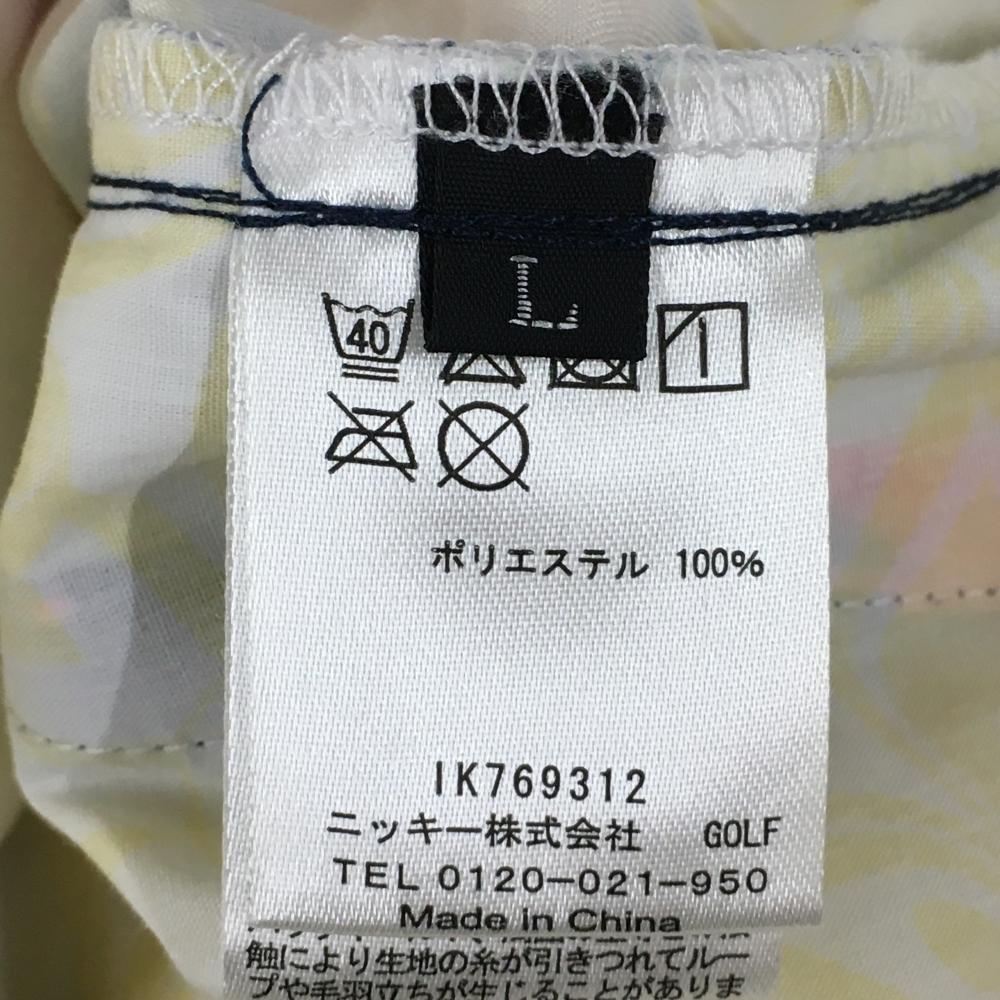 L
40
ポリエステル 100%
IK769312
ニッキー株式会社 GOLF
TEL 0120-021-950
Made in China
触により生地の糸が引きつれてルー
プや毛羽立ちが生じることがありま